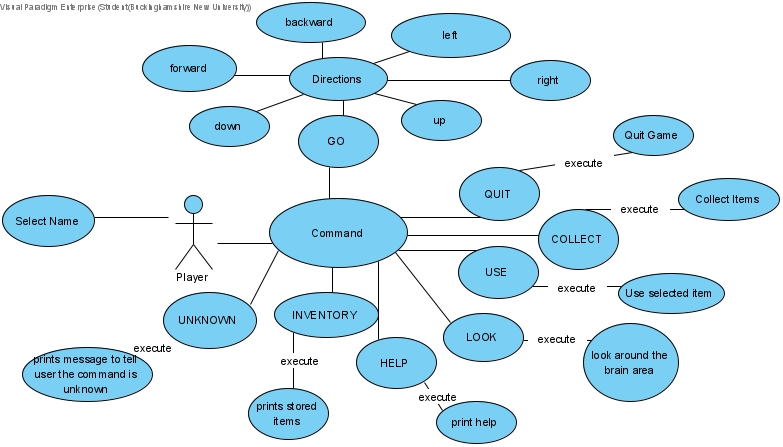 Visual Paradigm Enterprise (Student(Buckinghamshire New University))
backward
left
forward
Directions
right
down
up
GO
Quit Game
execute
QUIT
Collect Items
execute
Select Name
Command
COLLECT
Player
USE
execute
Use selected item
UNKNOWN
INVENTORY
LOOK
execute
look around the
brain area
execute
prints message to tell
user the command is
unknown
execute
HELP
execute
prints stored
items
print help